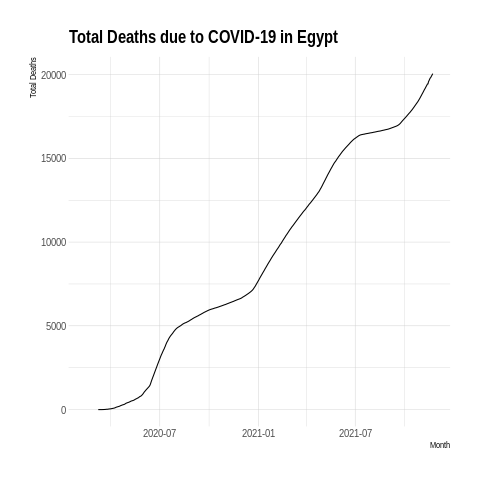 Total Deaths due to COVID-19 in Egypt
Total Deaths
20000
15000
10000
5000
0
2020-07 2021-01 2021-07
Month